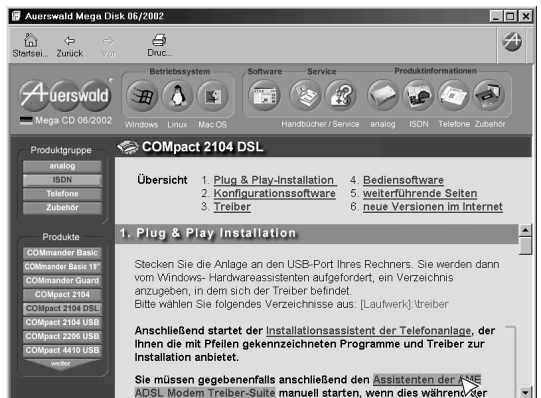 Auerswald Mega Disk 06/2002
Startsei... Zurück Vor Druc...
Betriebssystem Software Service Produktinformationen
Auerswald
Mega CD 06/2002
Windows Linux Mac OS Handbücher / Service analog ISDN Telefone Zubehör
Produktgruppe
analog
ISDN
Telefone
Zubehör
Produkte
COMmander Basic
COMmander Basic 19"
COMmander Guard
COMpact 2104
COMpact 2104 DSL
COMpact 2104 USB
COMpact 2206 USB
COMpact 4410 USB
weiter
COMpact 2104 DSL
Übersicht
1. Plug & Play-Installation
2. Konfigurationssoftware
3. Treiber
4. Bediensoftware
5. weiterführende Seiten
6. neue Versionen im Internet
1. Plug & Play Installation
Stecken Sie die Anlage an den USB-Port Ihres Rechners. Sie werden dann
vom Windows- Hardwareassistenten aufgefordert, ein Verzeichnis
anzugeben, in dem sich der Treiber befindet.
Bitte wählen Sie folgendes Verzeichnisse aus: [Laufwerk]:\treiber
Anschließend startet der Installationsassistent der Telefonanlage, der
Ihnen die mit Pfeilen gekennzeichneten Programme und Treiber zur
Installation anbietet.
Sie müssen gegebenenfalls anschließend den Assistenten der
ADSL Modem Treiber-Suite manuell starten, wenn dies während der